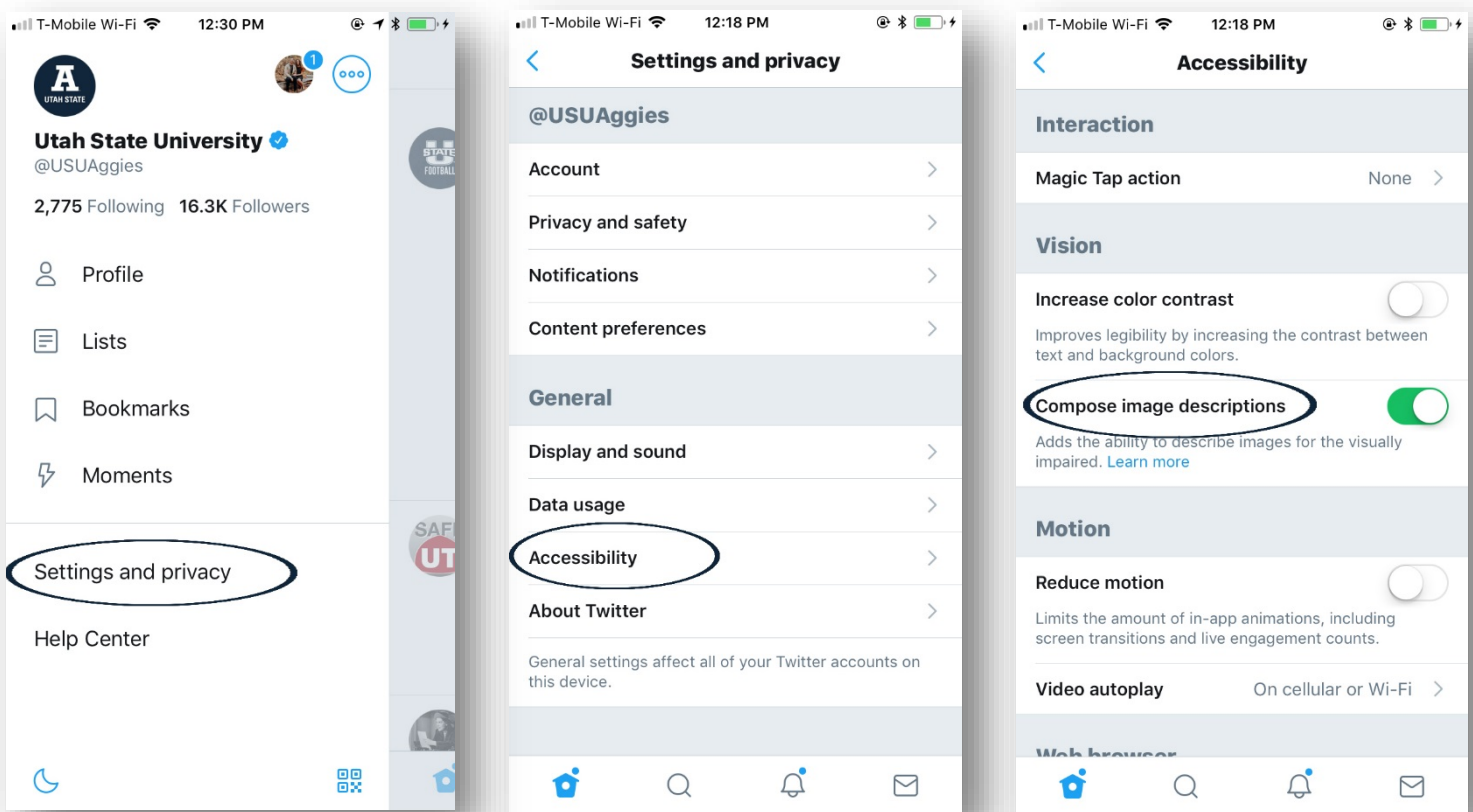 T-Mobile Wi-Fi 12:30 PM
A
UTAH STATE
1
Utah State University
@USUAggies
2,775 Following 16.3K Followers
Profile
Lists
Bookmarks
Moments
Settings and privacy
Help Center
U
STATE
FOOTBALL
SAFE
UT
T-Mobile Wi-Fi 12:18 PM
Settings and privacy
@USUAggies
Account
Privacy and safety
Notifications
Content preferences
General
Display and sound
Data usage
Accessibility
About Twitter
General settings affect all of your Twitter accounts on
this device.
T-Mobile Wi-Fi 12:18 PM
Accessibility
Interaction
Magic Tap action None
Vision
Increase color contrast
Improves legibility by increasing the contrast between
text and background colors.
Compose image descriptions
Adds the ability to describe images for the visually
impaired. Learn more
Motion
Reduce motion
Limits the amount of in-app animations, including
screen transitions and live engagement counts.
Video autoplay On cellular or Wi-Fi
Web browser